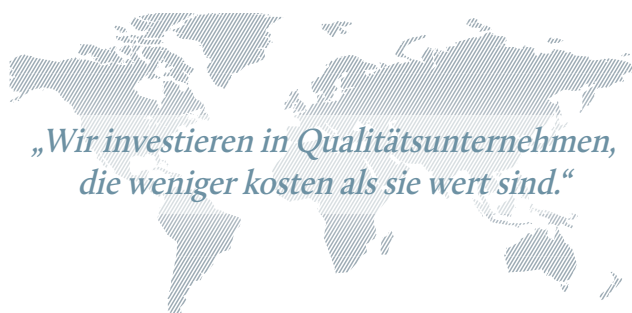 „Wir investieren in Qualitätsunternehmen,
die weniger kosten als sie wert sind.“